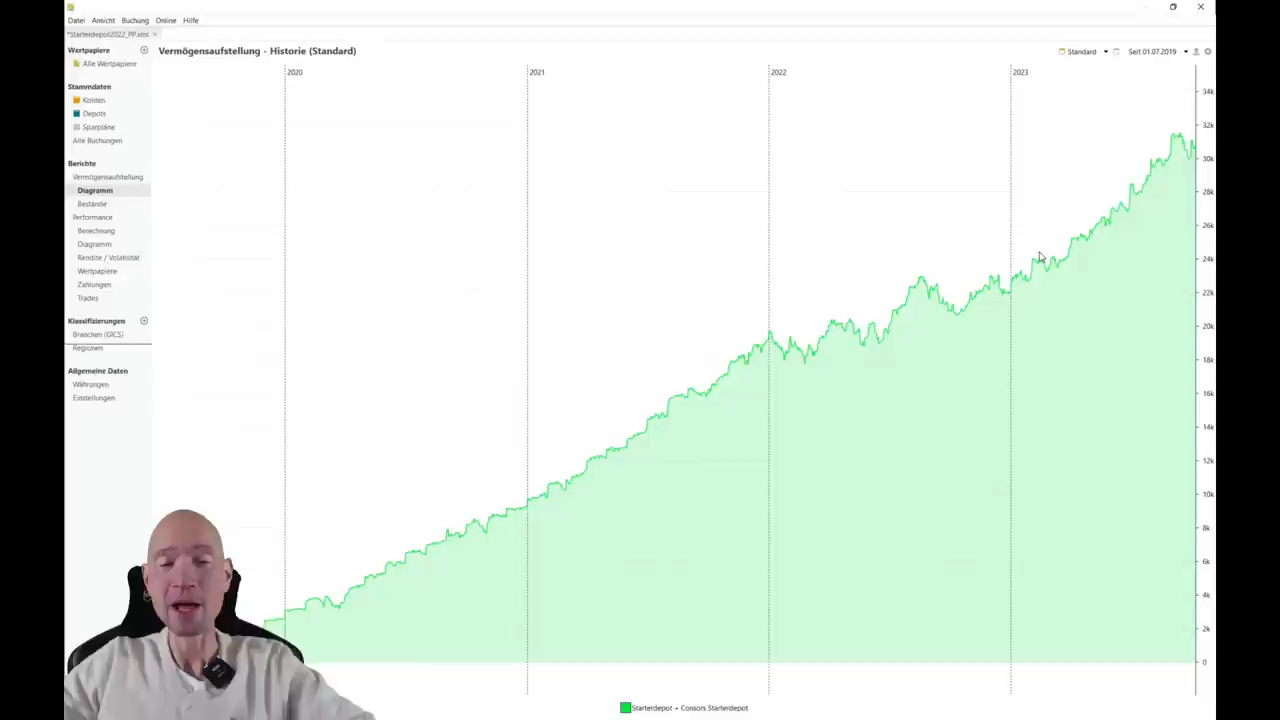 Datei Ansicht Buchung Online Hilfe
*Starterdepot2022_PP.xml
Wertpapiere
Alle Wertpapiere
Stammdaten
Konten
Depots
Sparpläne
Alle Buchungen
Berichte
Vermögensaufstellung
Diagramm
Bestände
Performance
Berechnung
Diagramm
Rendite / Volatilität
Wertpapiere
Zahlungen
Trades
Klassifizierungen
Branchen (GICS)
Regionen
Allgemeine Daten
Währungen
Einstellungen
Vermögensaufstellung - Historie (Standard)
Standard
Seit 01.07.2019
2020 2021 2022 2023
34k
32k
30k
28k
26k
24k
22k
20k
18k
16k
14k
12k
10k
8k
6k
4k
2k
0
Starterdepot + Consors Starterdepot